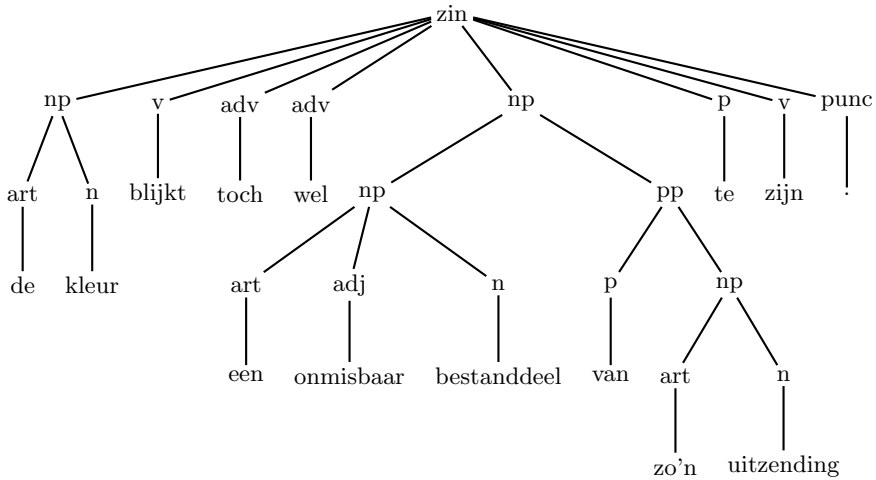 zin
np v adv adv np p v punc
art n blijkt toch wel np pp te zijn .
de kleur art adj n p np
een onmisbaar bestanddeel van art n
zo'n uitzending